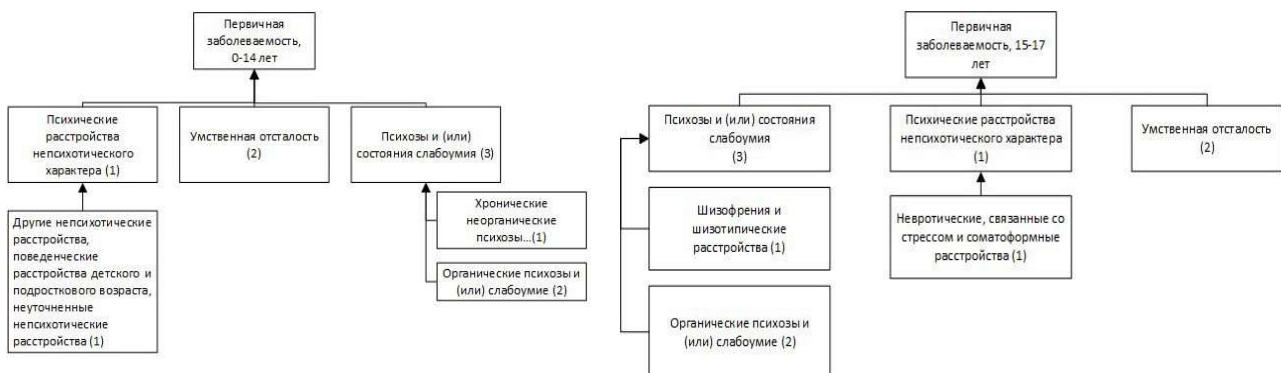 Первичная
заболеваемость,
0-14 лет
Психические
расстройства
непсихотического
характера (1)
Умственная отсталость
(2)
Психозы и (или)
состояния слабоумия (3)
Другие непсихотические
расстройства,
поведенческие
расстройства детского и
подросткового возраста,
неуточненные
непсихотические
расстройства (1)
Хронические
неорганические
психозы...(1)
Органические психозы и
(или) слабоумие (2)
Первичная
заболеваемость, 15-17
лет
Психозы и (или) состояния
слабоумия
(3)
Психические расстройства
непсихотического характера
(1)
Умственная отсталость
(2)
Шизофрения и
шизотипические
расстройства (1)
Невротические, связанные со
стрессом и соматоформные
расстройства (1)
Органические психозы и
(или) слабоумие (2)